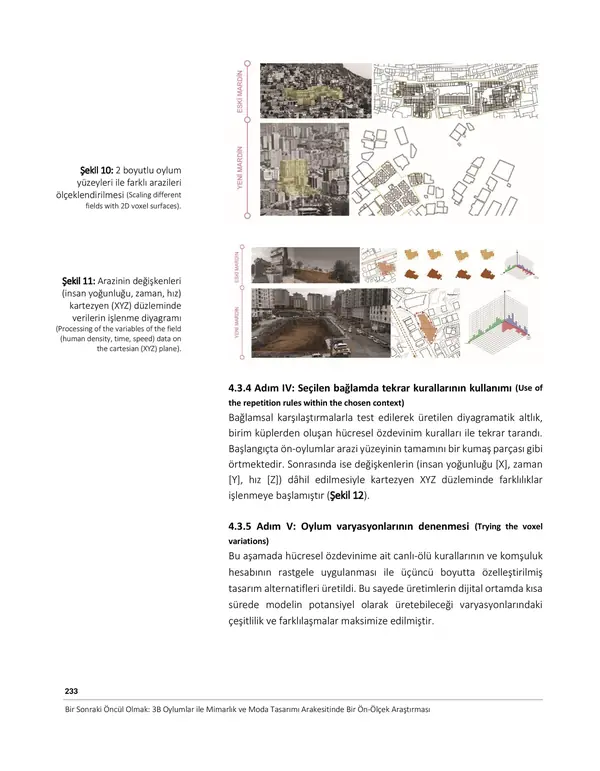 ESKİ MARDİN
YENİ MARDİN
Şekil 10: 2 boyutlu oylum
yüzeyleri ile farklı arazileri
ölçeklendirilmesi (Scaling different
fields with 2D voxel surfaces).
ESKİ MARDİN
YENİ MARDİN
Şekil 11: Arazinin değişkenleri
(insan yoğunluğu, zaman, hız)
kartezyen (XYZ) düzleminde
verilerin işlenme diyagramı
(Processing of the variables of the field
(human density, time, speed) data on
the cartesian (XYZ) plane).
4.3.4 Adım IV: Seçilen bağlamda tekrar kurallarının kullanımı (Use of
the repetition rules within the chosen context)
Bağlamsal karşılaştırmalarla test edilerek üretilen diyagramatik altlık,
birim küplerden oluşan hücresel özdevinim kuralları ile tekrar tarandı.
Başlangıçta ön-oylumlar arazi yüzeyinin tamamını bir kumaş parçası gibi
örtmektedir. Sonrasında ise değişkenlerin (insan yoğunluğu [X], zaman
[Y], hız [Z]) dâhil edilmesiyle kartezyen XYZ düzleminde farklılıklar
işlenmeye başlamıştır (Şekil 12).
4.3.5 Adım V: Oylum varyasyonlarının denenmesi (Trying the voxel
variations)
Bu aşamada hücresel özdevinime ait canlı-ölü kurallarının ve komşuluk
hesabının rastgele uygulanması ile üçüncü boyutta özelleştirilmiş
tasarım alternatifleri üretildi. Bu sayede üretimlerin dijital ortamda kısa
sürede modelin potansiyel olarak üretebileceği varyasyonlarındaki
çeşitlilik ve farklılaşmalar maksimize edilmiştir.
233
Bir Sonraki Öncül Olmak: 3B Oylumlar ile Mimarlık ve Moda Tasarımı Arakesitinde Bir Ön-Ölçek Araştırması